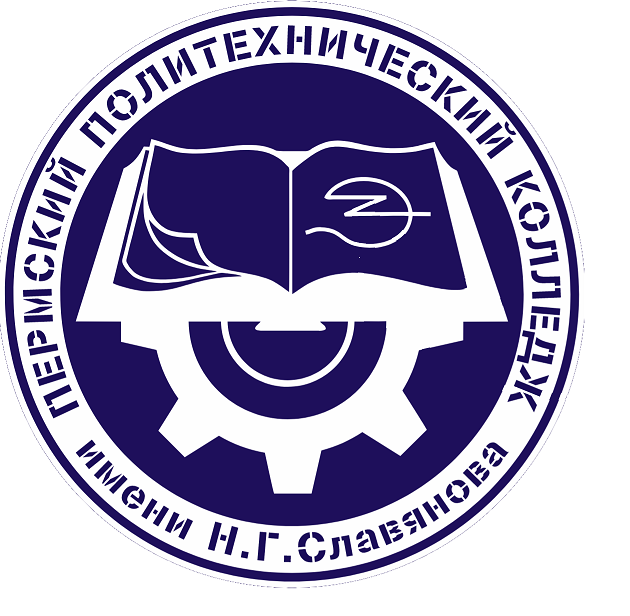 ПЕРМСКИЙ ПОЛИТЕХНИЧЕСКИЙ КОЛЛЕДЖ
имени Н.Г.Славянова